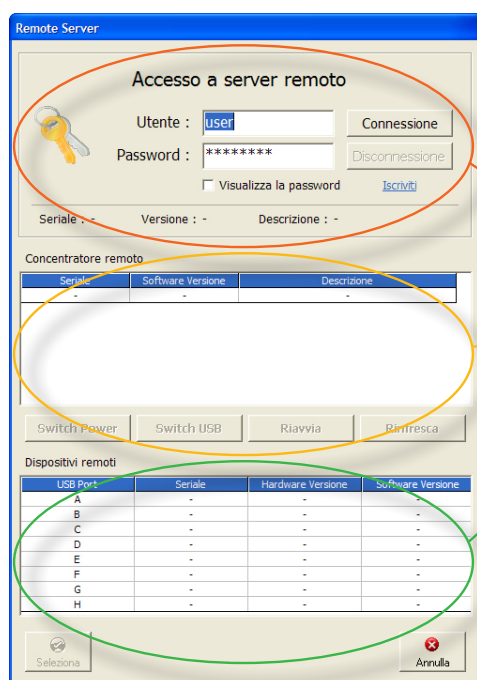 Remote Server
Accesso a server remoto
Utente : user Connessione
Password : ******** Disconnessione
Visualizza la password Iscriviti
Seriale : - Versione : - Descrizione : -
Concentratore remoto
Seriale Software Versione Descrizione
- - -
Switch Power Switch USB Riavvia Rinfresca
Dispositivi remoti
USB Port Seriale Hardware Versione Software Versione
A - - -
B - - -
C - - -
D - - -
E - - -
F - - -
G - - -
H - - -
Seleziona Annulla